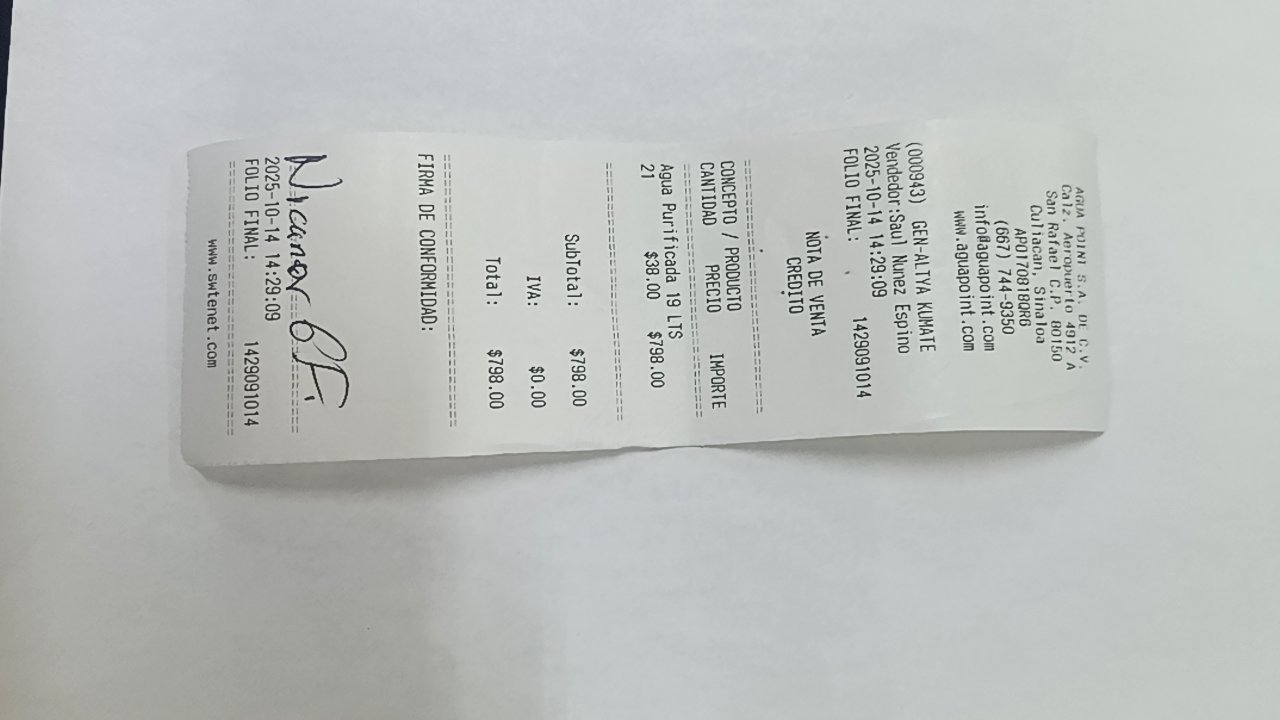 AGUA POINT S.A. DE C.V.
Calz. Aeropuerto 4912 A
San Rafael C.P. 80150
Culiacan, Sinaloa
APO170818QR6
(667) 744-9350
info@aguapoint.com
www.aguapoint.com
(000943) GEN-ALTYA KUMATE
Vendedor:Saul Nunez Espino
2025-10-14 14:29:09
FOLIO FINAL: 1429091014
NOTA DE VENTA
CREDITO
CONCEPTO / PRODUCTO
CANTIDAD PRECIO IMPORTE
Agua Purificada 19 LTS
21 $38.00 $798.00
SubTotal: $798.00
IVA: $0.00
Total: $798.00
FIRMA DE CONFORMIDAD:
Nicanor
2025-10-14 14:29:09
FOLIO FINAL: 1429091014
www.swtenet.com